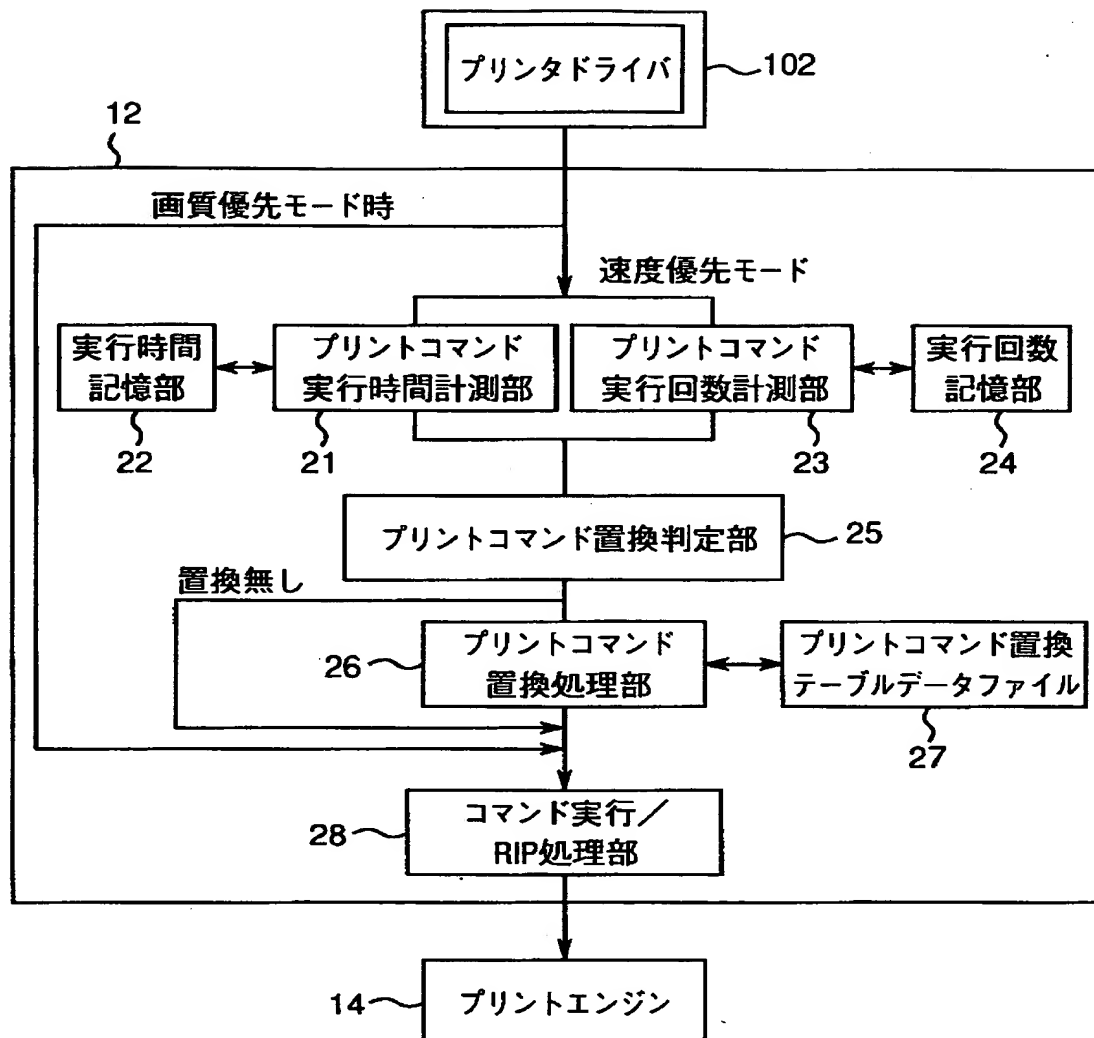 プリンタドライバ
102
12
画質優先モード時
速度優先モード
実行時間
記憶部
22
プリントコマンド
実行時間計測部
21
プリントコマンド
実行回数計測部
23
実行回数
記憶部
24
プリントコマンド置換判定部
25
置換無し
26
プリントコマンド
置換処理部
プリントコマンド置換
テーブルデータファイル
27
28
コマンド実行/
RIP処理部
14
プリントエンジン